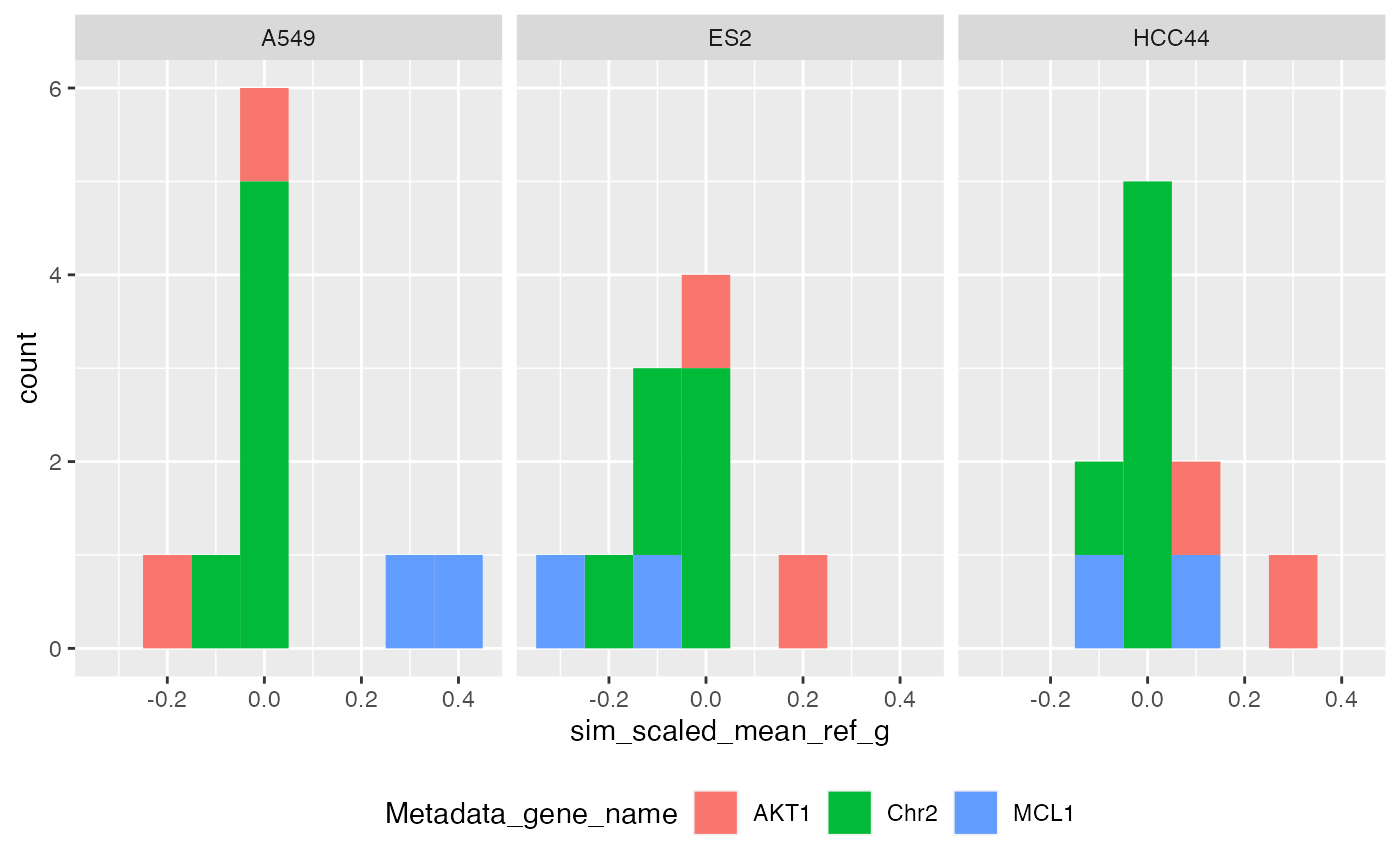 A549 ES2 HCC44
6
4
2
0
count
-0.2 0.0 0.2 0.4 -0.2 0.0 0.2 0.4 -0.2 0.0 0.2 0.4
sim_scaled_mean_ref_g
Metadata_gene_name AKT1 Chr2 MCL1